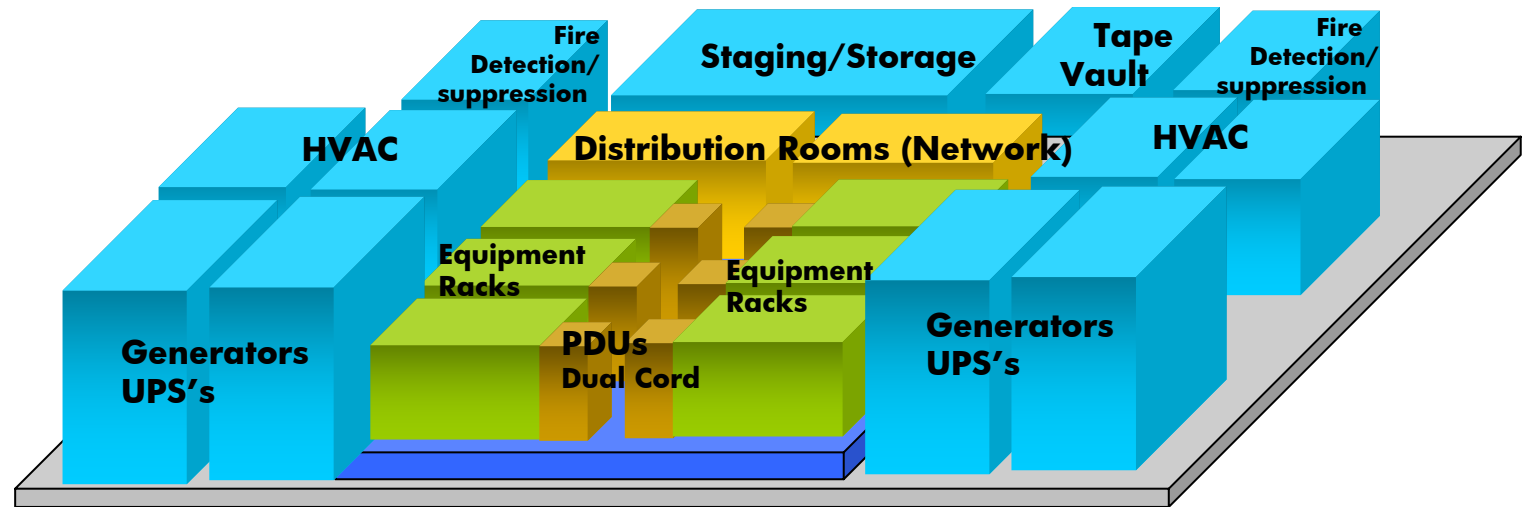 Fire
Detection/
suppression
Staging/Storage
Tape
Vault
Fire
Detection/
suppression
HVAC
Distribution Rooms (Network)
HVAC
Equipment
Racks
Equipment
Racks
Generators
UPS’s
PDUs
Dual Cord
Generators
UPS’s